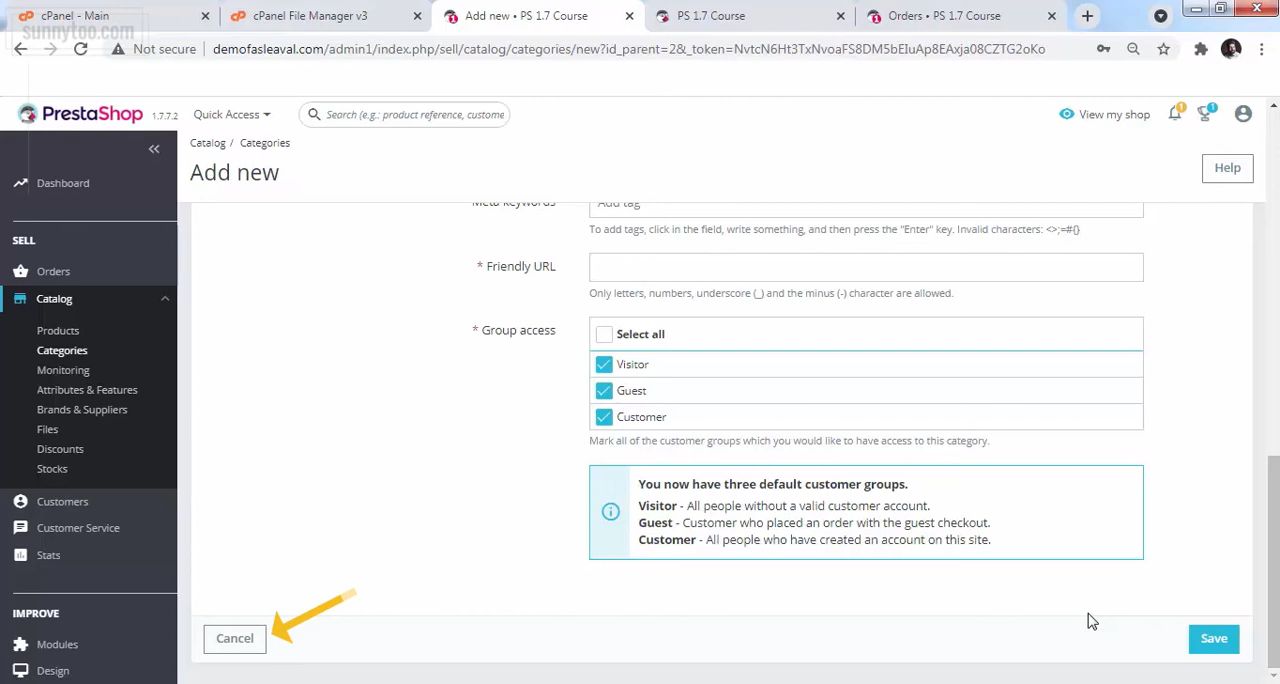 cPanel - Main
cPanel File Manager v3
Add new • PS 1.7 Course
PS 1.7 Course
Orders • PS 1.7 Course
sunnytoo.com
Not secure
demofasleaval.com/admin1/index.php/sell/catalog/categories/new?id_parent=2&_token=NvtcN6Ht3TxNvoaFS8DM5bEIuAp8EAxja08CZTG2oKo
PrestaShop 1.7.7.2
Quick Access
Search (e.g.: product reference, custome
View my shop
1
1
Catalog / Categories
Add new
Help
Dashboard
SELL
Orders
Catalog
Products
Categories
Monitoring
Attributes & Features
Brands & Suppliers
Files
Discounts
Stocks
Customers
Customer Service
Stats
IMPROVE
Modules
Design
Meta keywords
Add tag
To add tags, click in the field, write something, and then press the "Enter" key. Invalid characters: <>;=#{}
* Friendly URL
Only letters, numbers, underscore (_) and the minus (-) character are allowed.
* Group access
Select all
Visitor
Guest
Customer
Mark all of the customer groups which you would like to have access to this category.
You now have three default customer groups.
Visitor - All people without a valid customer account.
Guest - Customer who placed an order with the guest checkout.
Customer - All people who have created an account on this site.
Cancel
Save